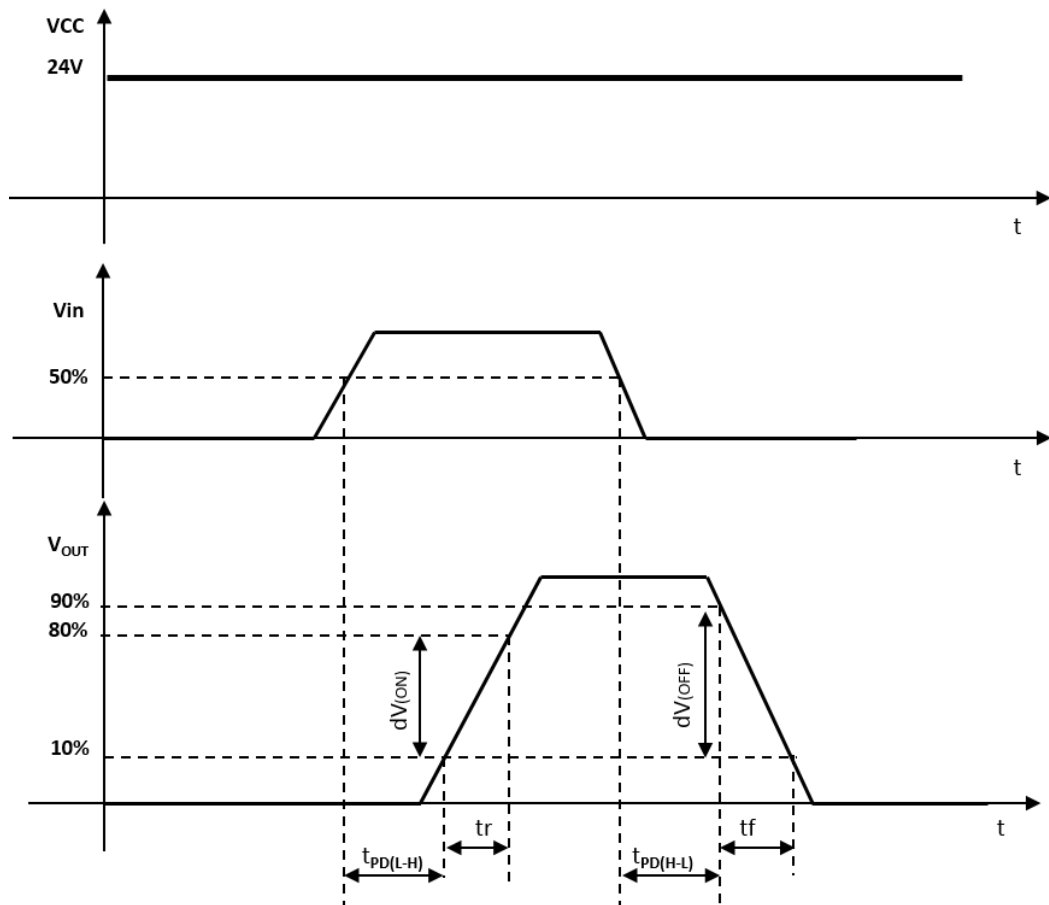 VCC
24V
t
Vin
50%
t
VOUT
90%
80%
dV(ON)
dV(OFF)
10%
t
tr
tf
tPD(L-H)
tPD(H-L)